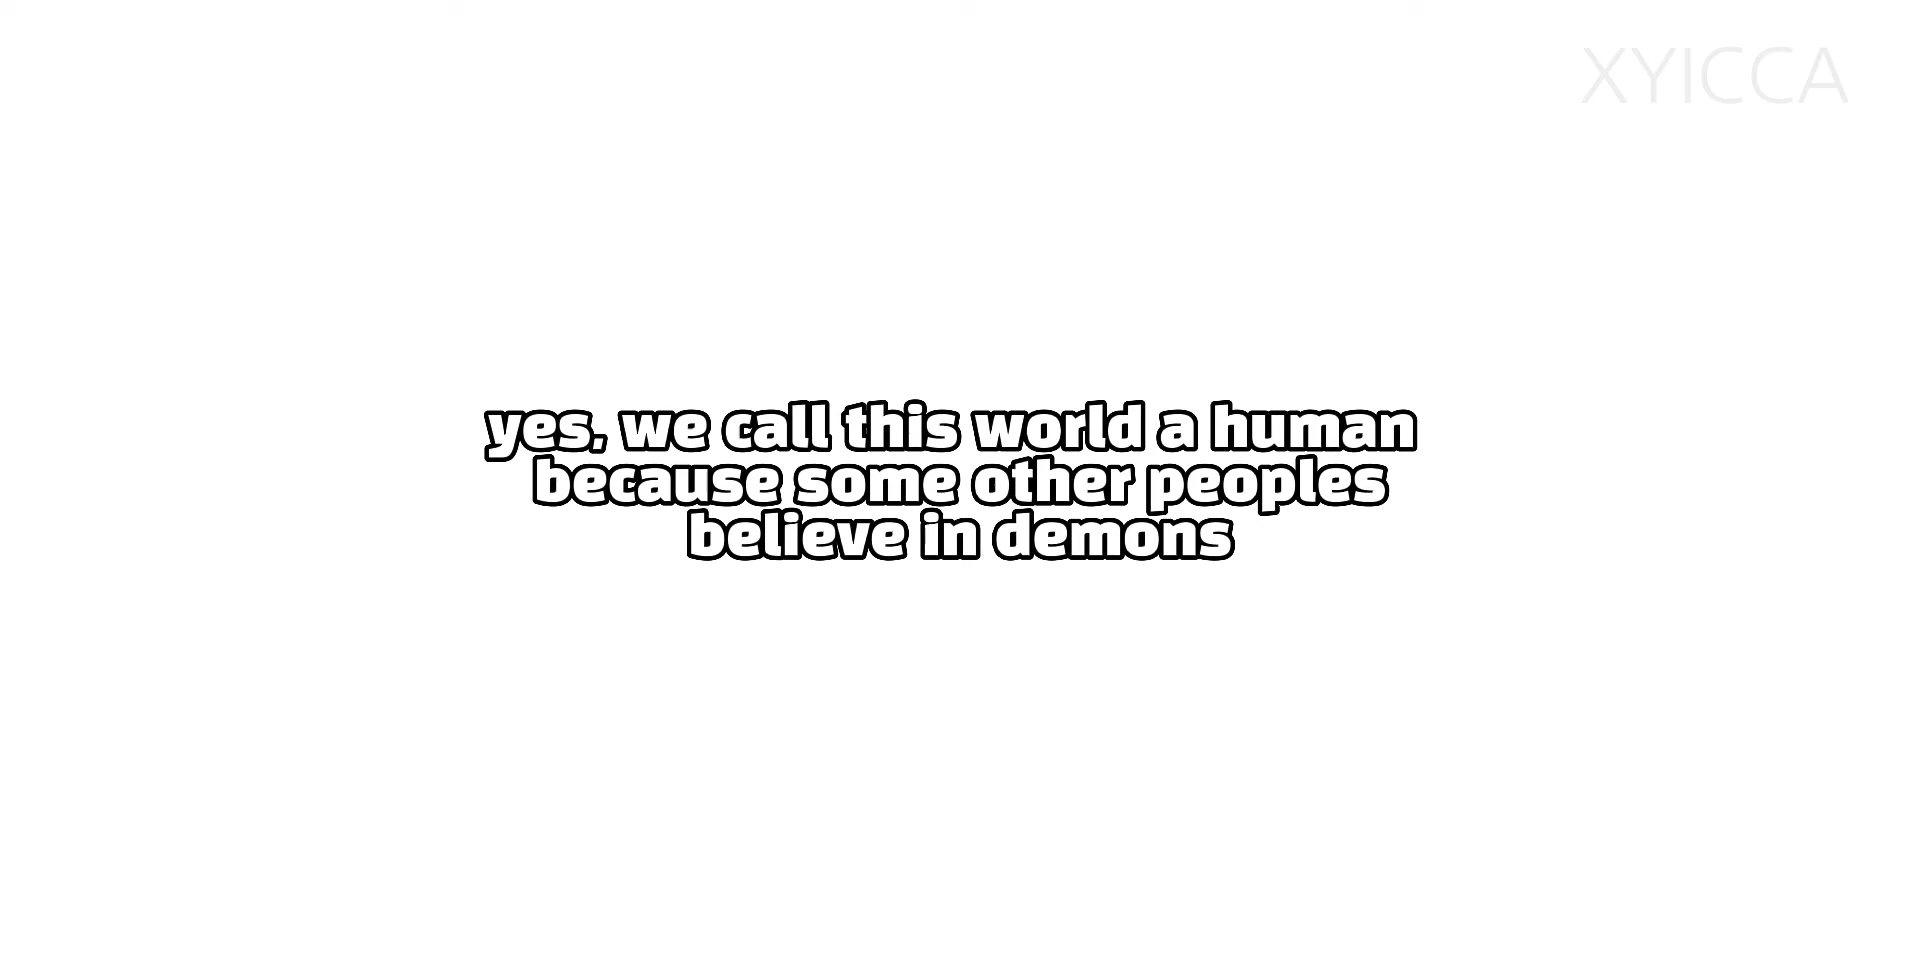 XYICCA
yes, we call this world a human
because some other peoples
believe in demons